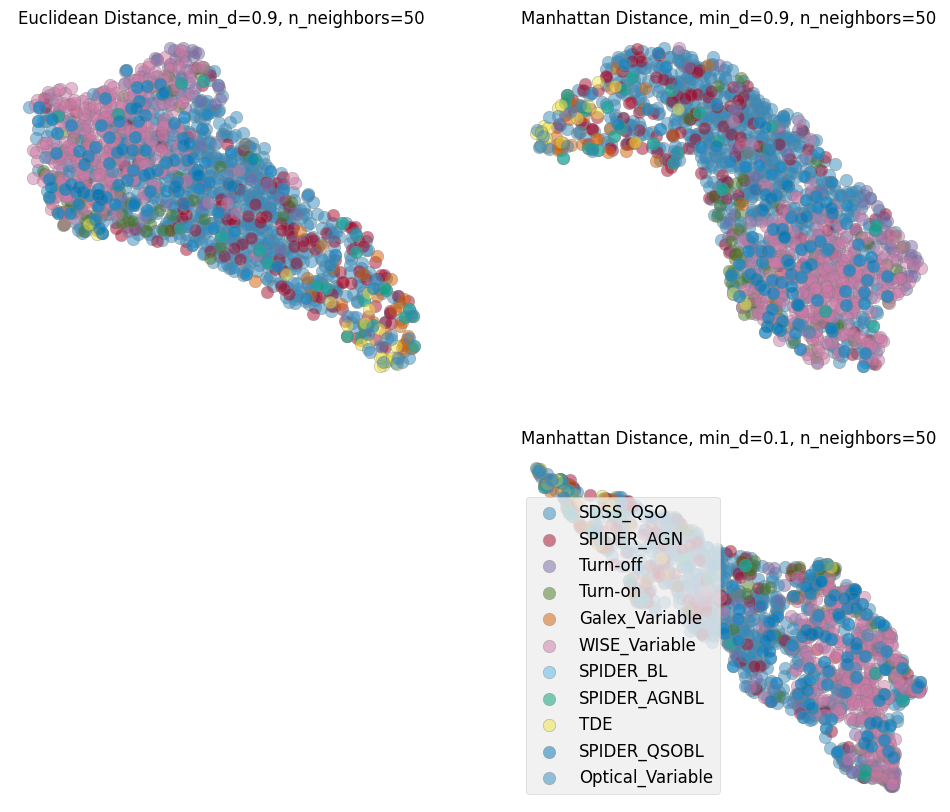 Euclidean Distance, min_d=0.9, n_neighbors=50
Manhattan Distance, min_d=0.9, n_neighbors=50
Manhattan Distance, min_d=0.1, n_neighbors=50
SDSS_QSO
SPIDER_AGN
Turn-off
Turn-on
Galex_Variable
WISE_Variable
SPIDER_BL
SPIDER_AGNBL
TDE
SPIDER_QSOBL
Optical_Variable